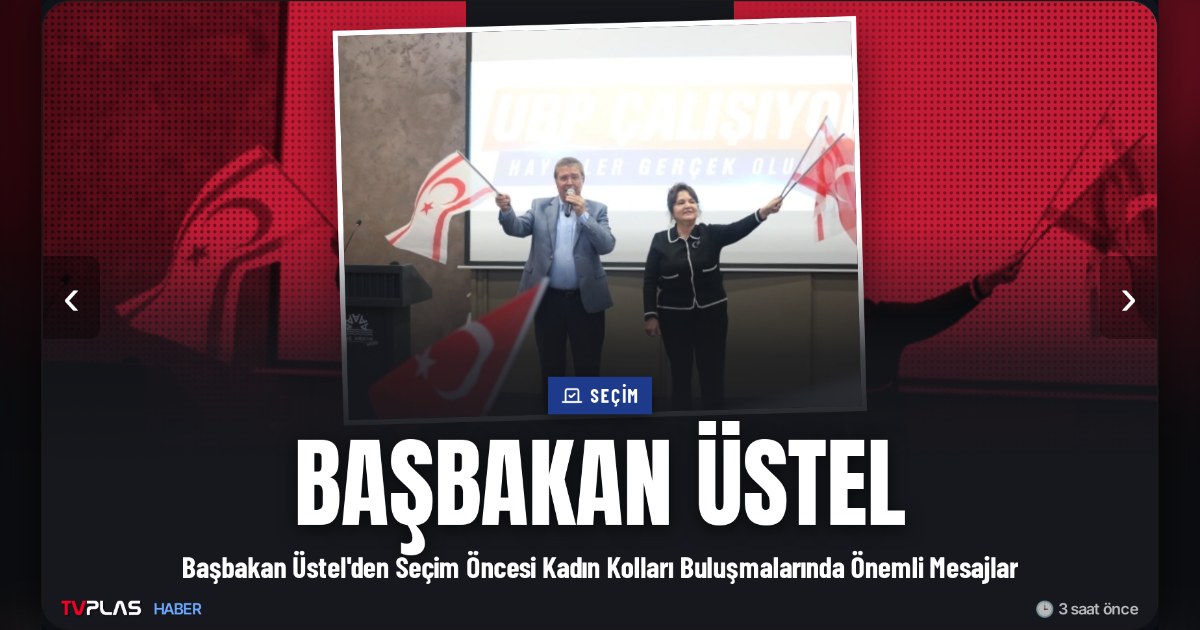 UBP ÇALIŞIYOR
GERÇEK
SEÇİM
BAŞBAKAN ÜSTEL
Başbakan Üstel'den Seçim Öncesi Kadın Kolları Buluşmalarında Önemli Mesajlar
TVPLAS HABER
3 saat önce